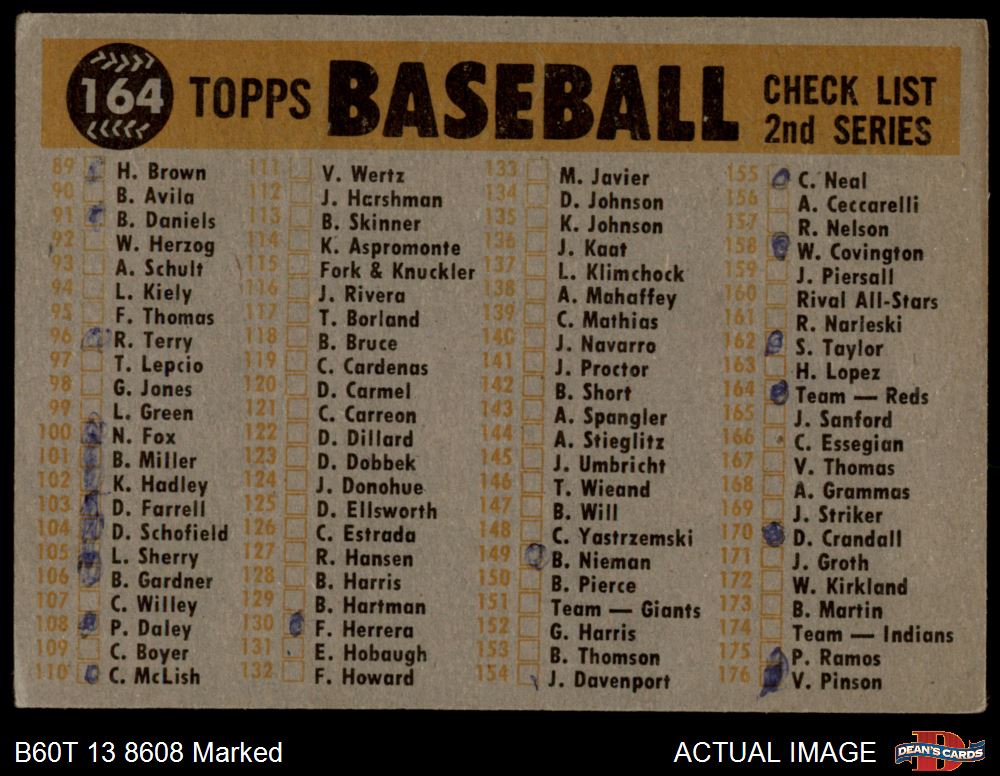 164 TOPPS BASEBALL CHECK LIST
2nd SERIES
89 H. Brown
90 B. Avila
91 B. Daniels
92 W. Herzog
93 A. Schult
94 L. Kiely
95 F. Thomas
96 R. Terry
97 T. Lepcio
98 G. Jones
99 L. Green
100 N. Fox
101 B. Miller
102 K. Hadley
103 D. Farrell
104 D. Schofield
105 L. Sherry
106 B. Gardner
107 C. Willey
108 P. Daley
109 C. Boyer
110 C. McLish
111 V. Wertz
112 J. Harshman
113 B. Skinner
114 K. Aspromonte
115 Fork & Knuckler
116 J. Rivera
117 T. Borland
118 B. Bruce
119 C. Cardenas
120 D. Carmel
121 C. Carreon
122 D. Dillard
123 D. Dobbek
124 J. Donohue
125 D. Ellsworth
126 C. Estrada
127 R. Hansen
128 B. Harris
129 B. Hartman
130 F. Herrera
131 E. Hobaugh
132 F. Howard
133 M. Javier
134 D. Johnson
135 K. Johnson
136 J. Kaat
137 L. Klimchock
138 A. Mahaffey
139 C. Mathias
140 J. Navarro
141 J. Proctor
142 B. Short
143 A. Spangler
144 A. Stieglitz
145 J. Umbricht
146 T. Wieand
147 B. Will
148 C. Yastrzemski
149 B. Nieman
150 B. Pierce
151 Team — Giants
152 G. Harris
153 B. Thomson
154 J. Davenport
155 C. Neal
156 A. Ceccarelli
157 R. Nelson
158 W. Covington
159 J. Piersall
160 Rival All-Stars
161 R. Narleski
162 S. Taylor
163 H. Lopez
164 Team — Reds
165 J. Sanford
166 C. Essegian
167 V. Thomas
168 A. Grammas
169 J. Striker
170 D. Crandall
171 J. Groth
172 W. Kirkland
173 B. Martin
174 Team — Indians
175 P. Ramos
176 V. Pinson
B60T 13 8608 Marked
ACTUAL IMAGE
DEAN'S CARDS